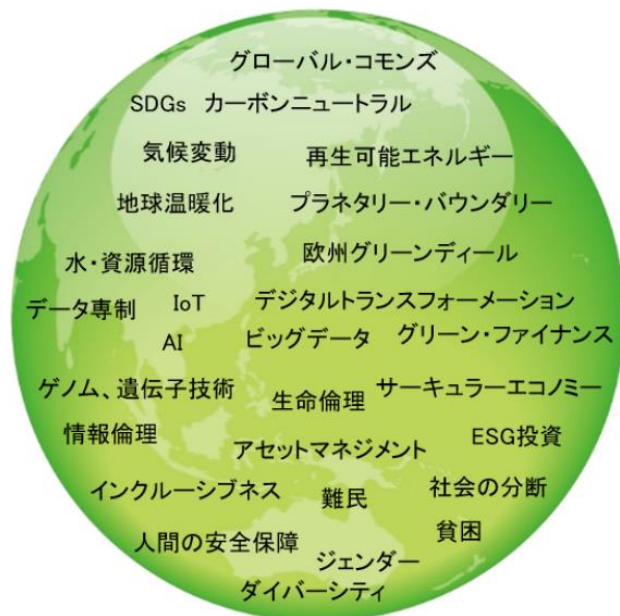 グローバル・コモンズ
SDGs カーボンニュートラル
気候変動 再生可能エネルギー
地球温暖化 プラネタリー・バウンダリー
水・資源循環 欧州グリーンディール
データ専制 IoT デジタルトランスフォーメーション
AI ビッグデータ グリーン・ファイナンス
ゲノム、遺伝子技術 生命倫理 サーキュラーエコノミー
情報倫理 アセットマネジメント ESG投資
インクルーシブネス 難民 社会の分断
人間の安全保障 ジェンダー 貧困
ダイバーシティ